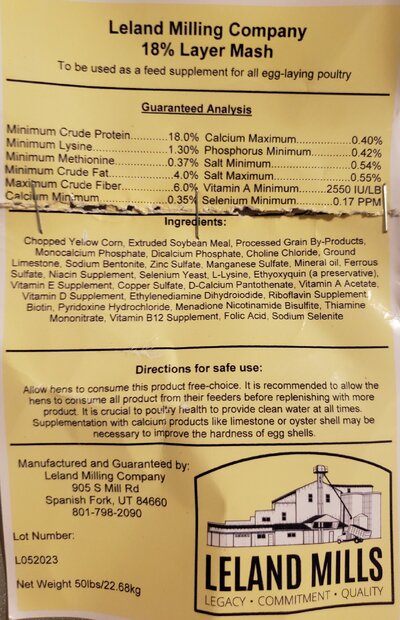 Leland Milling Company
18% Layer Mash
To be used as a feed supplement for all egg-laying poultry
Guaranteed Analysis
Minimum Crude Protein............18.0% Calcium Maximum....................0.40%
Minimum Lysine........................1.30% Phosphorus Minimum..............0.42%
Minimum Methionine................0.37% Salt Minimum..........................0.54%
Minimum Crude Fat..................4.0% Salt Maximum..........................0.55%
Maximum Crude Fiber..............6.0% Vitamin A Minimum..........2550 IU/LB
Calcium Minimum....................0.35% Selenium Minimum.............0.17 PPM
Ingredients:
Chopped Yellow Corn, Extruded Soybean Meal, Processed Grain By-Products,
Monocalcium Phosphate, Dicalcium Phosphate, Choline Chloride, Ground
Limestone, Sodium Bentonite, Zinc Sulfate, Manganese Sulfate, Mineral oil, Ferrous
Sulfate, Niacin Supplement, Selenium Yeast, L-Lysine, Ethyoxyquin (a preservative),
Vitamin E Supplement, Copper Sulfate, D-Calcium Pantothenate, Vitamin A Acetate,
Vitamin D Supplement, Ethylenediamine Dihydroiodide, Riboflavin Supplement,
Biotin, Pyridoxine Hydrochloride, Menadione Nicotinamide Bisulfite, Thiamine
Mononitrate, Vitamin B12 Supplement, Folic Acid, Sodium Selenite
Directions for safe use:
Allow hens to consume this product free-choice. It is recommended to allow the
hens to consume all product from their feeders before replenishing with more
product. It is crucial to poultry health to provide clean water at all times.
Supplementation with calcium products like limestone or oyster shell may be
necessary to improve the hardness of egg shells.
Manufactured and Guaranteed by:
Leland Milling Company
905 S Mill Rd
Spanish Fork, UT 84660
801-798-2090
Lot Number:
L052023
Net Weight 50lbs/22.68kg
LELAND MILLS
LEGACY • COMMITMENT • QUALITY